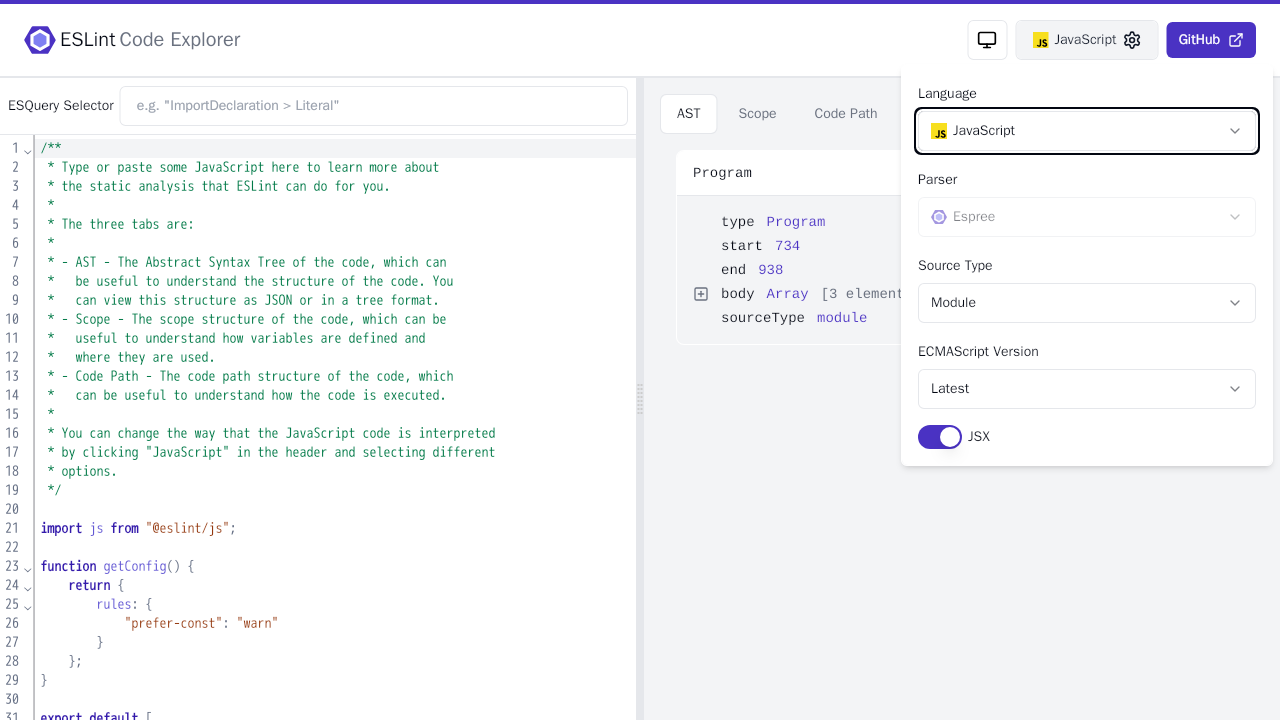 ESLint Code Explorer
JS JavaScript
GitHub
ESQuery Selector
e.g. "ImportDeclaration > Literal"
1 /**
2  * Type or paste some JavaScript here to learn more about
3  * the static analysis that ESLint can do for you.
4  *
5  * The three tabs are:
6  *
7  * - AST - The Abstract Syntax Tree of the code, which can
8  *   be useful to understand the structure of the code. You
9  *   can view this structure as JSON or in a tree format.
10  * - Scope - The scope structure of the code, which can be
11  *   useful to understand how variables are defined and
12  *   where they are used.
13  * - Code Path - The code path structure of the code, which
14  *   can be useful to understand how the code is executed.
15  *
16  * You can change the way that the JavaScript code is interpreted
17  * by clicking "JavaScript" in the header and selecting different
18  * options.
19  */
20
21 import js from "@eslint/js";
22
23 function getConfig() {
24     return {
25         rules: {
26             "prefer-const": "warn"
27         }
28     };
29 }
30
31 export default [
AST
Scope
Code Path
Program
type Program
start 734
end 938
body Array [3 element
sourceType module
Language
JS JavaScript
Parser
Espree
Source Type
Module
ECMAScript Version
Latest
JSX